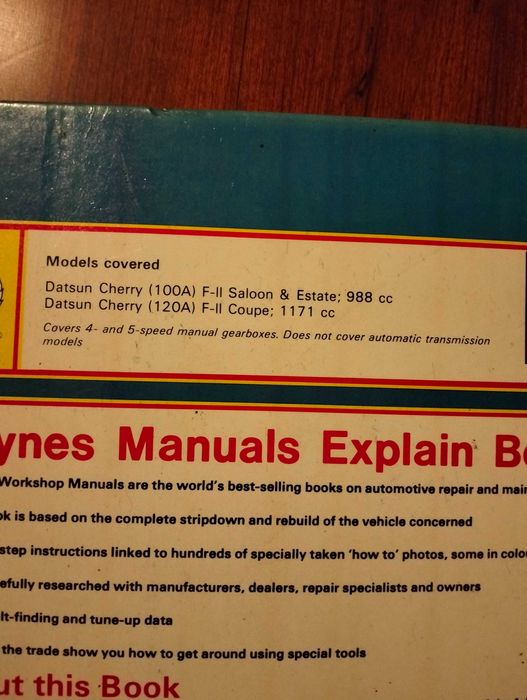 Models covered
Datsun Cherry (100A) F-II Saloon & Estate; 988 cc
Datsun Cherry (120A) F-II Coupe; 1171 cc
Covers 4- and 5-speed manual gearboxes. Does not cover automatic transmission
models
ynes Manuals Explain Be
Workshop Manuals are the world's best-selling books on automotive repair and main
ok is based on the complete stripdown and rebuild of the vehicle concerned
step instructions linked to hundreds of specially taken 'how to' photos, some in colou
efully researched with manufacturers, dealers, repair specialists and owners
lt-finding and tune-up data
the trade show you how to get around using special tools
ut this Book